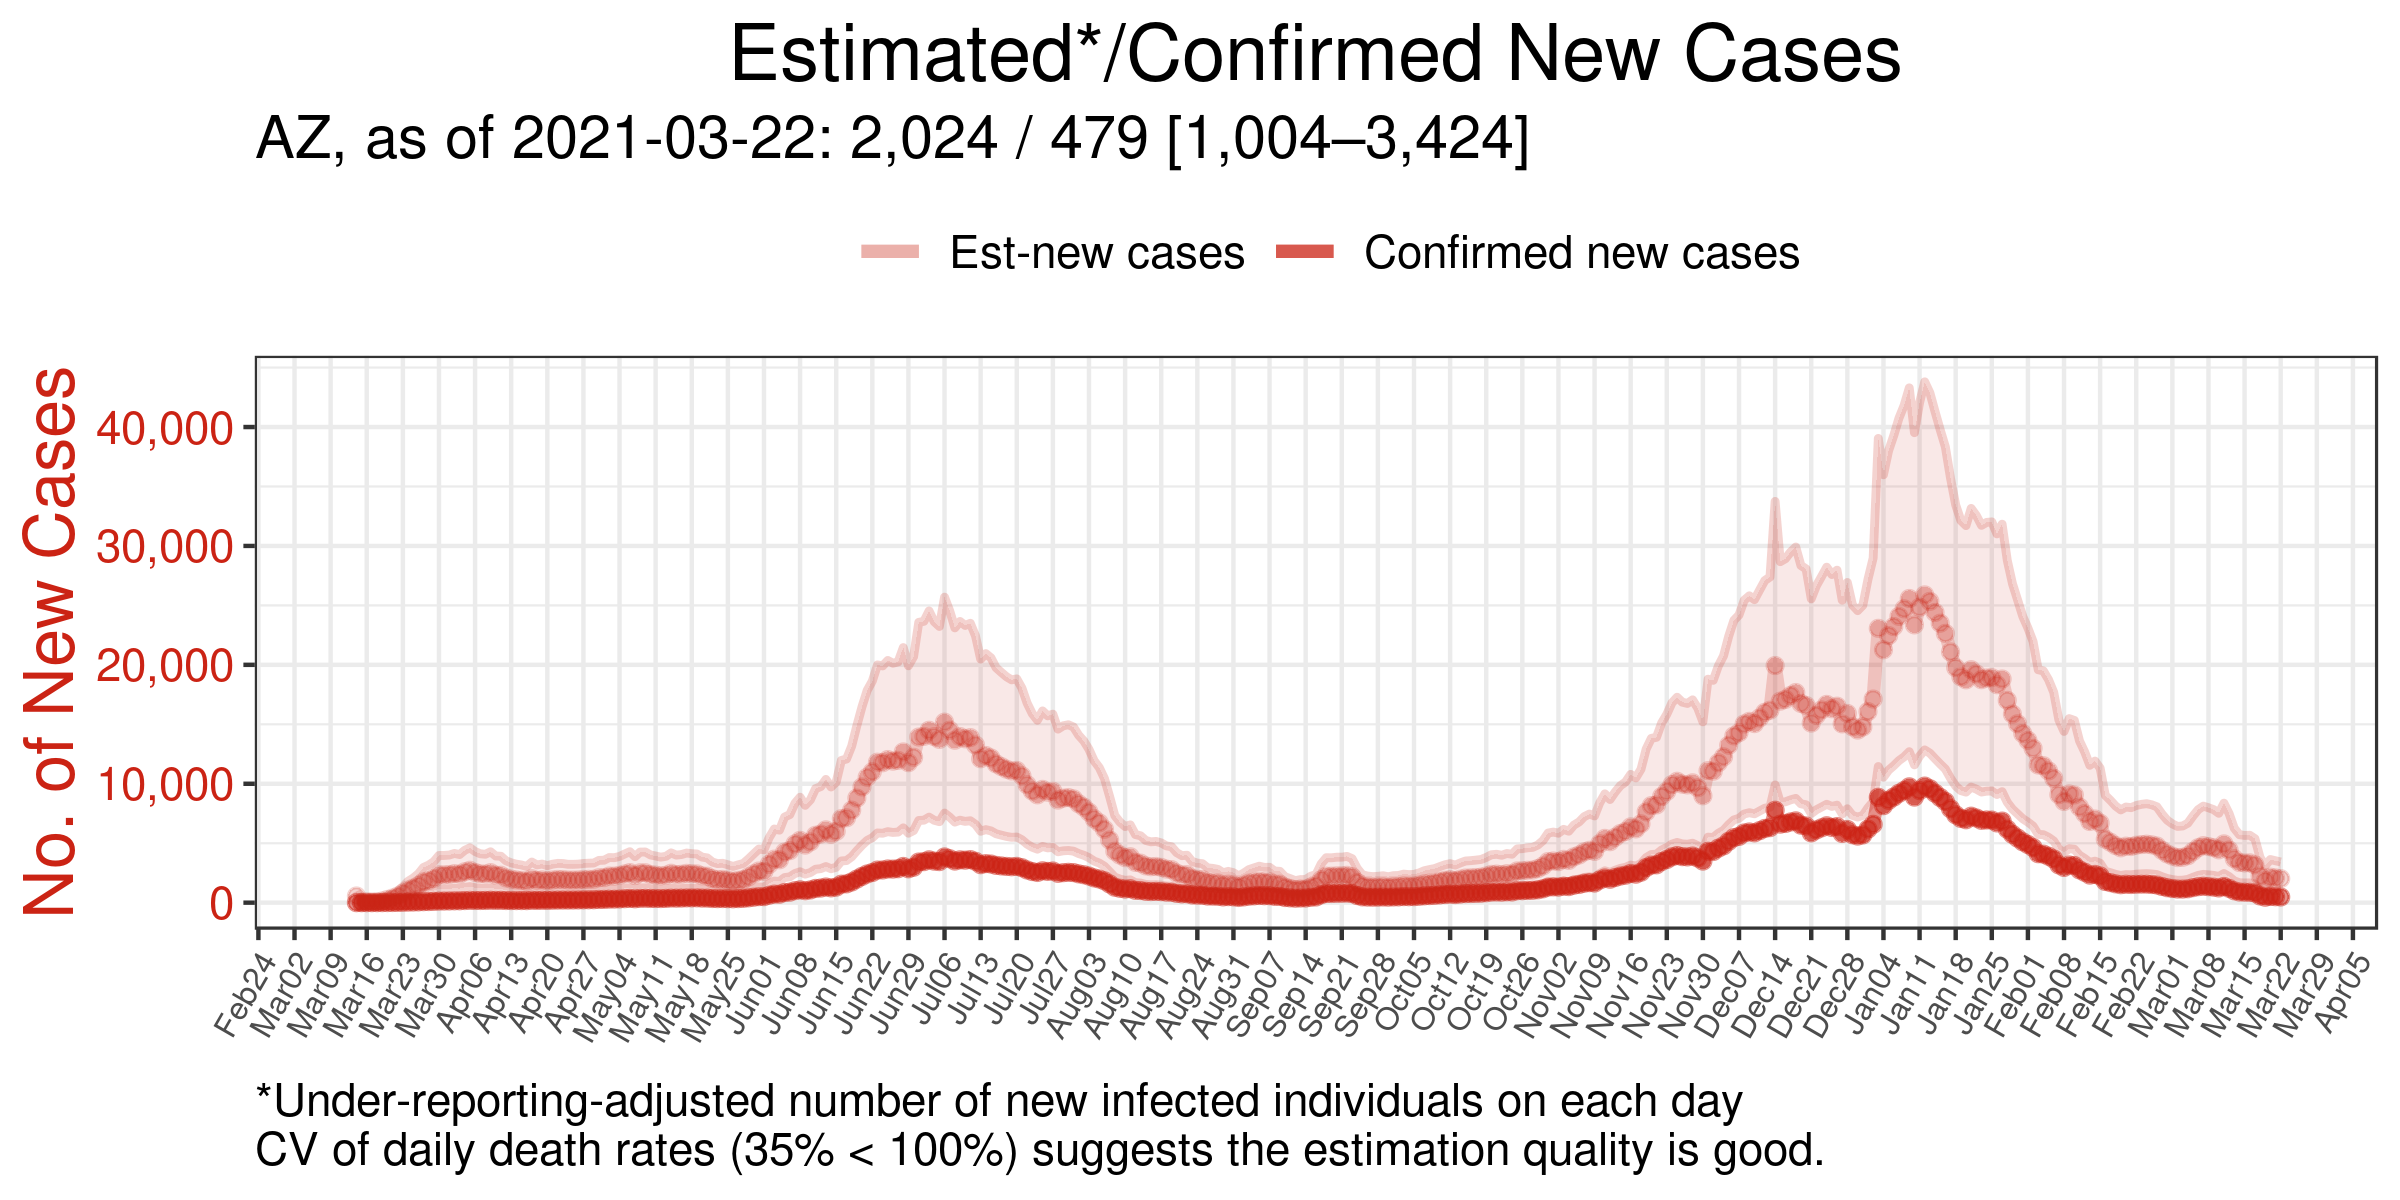 Estimated*/Confirmed New Cases
AZ, as of 2021-03-22: 2,024 / 479 [1,004–3,424]
Est-new cases Confirmed new cases
No. of New Cases
40,000
30,000
20,000
10,000
0
Feb24 Mar02 Mar09 Mar16 Mar23 Mar30 Apr06 Apr13 Apr20 Apr27 May04 May11 May18 May25 Jun01 Jun08 Jun15 Jun22 Jun29 Jul06 Jul13 Jul20 Jul27 Aug03 Aug10 Aug17 Aug24 Aug31 Sep07 Sep14 Sep21 Sep28 Oct05 Oct12 Oct19 Oct26 Nov02 Nov09 Nov16 Nov23 Nov30 Dec07 Dec14 Dec21 Dec28 Jan04 Jan11 Jan18 Jan25 Feb01 Feb08 Feb15 Feb22 Mar01 Mar08 Mar15 Mar22 Mar29 Apr05
*Under-reporting-adjusted number of new infected individuals on each day
CV of daily death rates (35% < 100%) suggests the estimation quality is good.